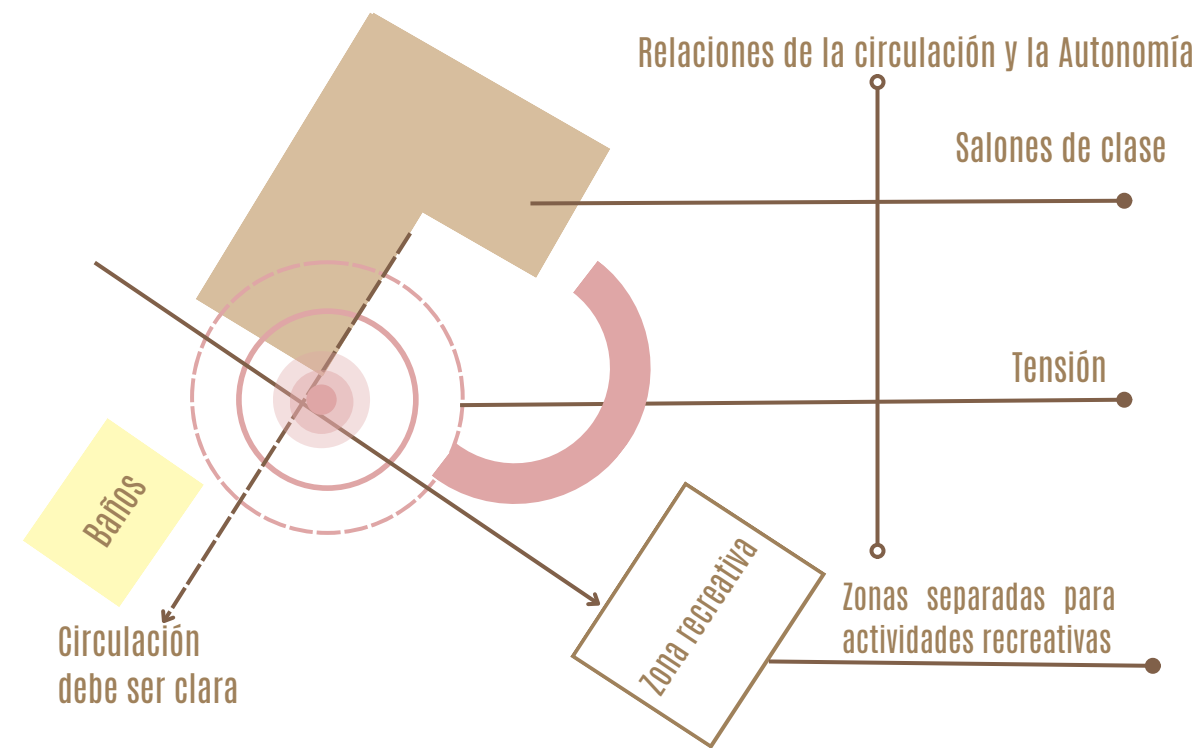 Relaciones de la circulación y la Autonomía
Salones de clase
Tensión
Baños
Zona recreativa
Zonas separadas para
actividades recreativas
Circulación
debe ser clara